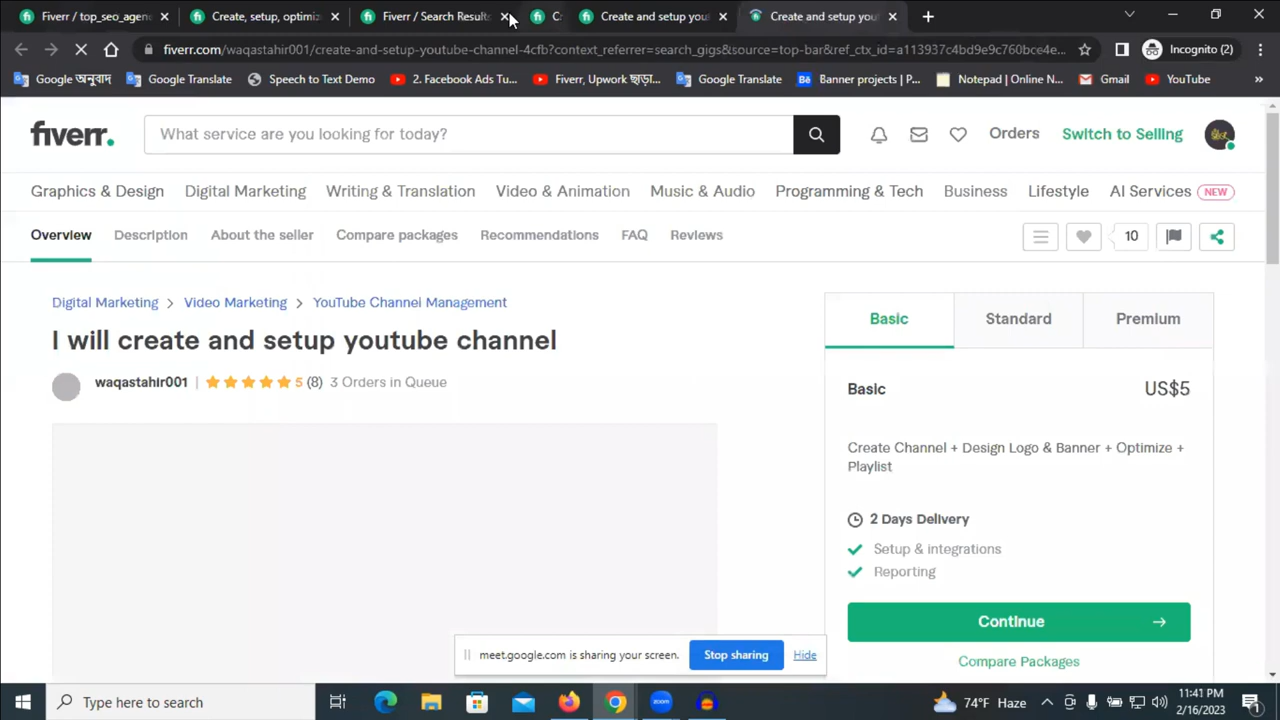 Fiverr / top_seo_agen
Create, setup, optimiz
Fiverr / Search Results
Cr
Create and setup you
Create and setup you
fiverr.com/waqastahir001/create-and-setup-youtube-channel-4cfb?context_referrer=search_gigs&source=top-bar&ref_ctx_id=a113937c4bd9e9c760bce4e...
Incognito (2)
Google অনুবাদ
Google Translate
Speech to Text Demo
2. Facebook Ads Tu...
Fiverr, Upwork ছাড়া...
Google Translate
Banner projects | P...
Notepad | Online N...
Gmail
YouTube
»
fiverr.
What service are you looking for today?
Orders
Switch to Selling
Graphics & Design
Digital Marketing
Writing & Translation
Video & Animation
Music & Audio
Programming & Tech
Business
Lifestyle
AI Services NEW
Overview
Description
About the seller
Compare packages
Recommendations
FAQ
Reviews
10
Digital Marketing > Video Marketing > YouTube Channel Management
I will create and setup youtube channel
waqastahir001 | 5 (8) 3 Orders in Queue
Basic
Standard
Premium
Basic
US$5
Create Channel + Design Logo & Banner + Optimize +
Playlist
2 Days Delivery
Setup & integrations
Reporting
Continue
Compare Packages
meet.google.com is sharing your screen.
Stop sharing
Hide
Type here to search
zoom
74°F Haze
11:41 PM
2/16/2023